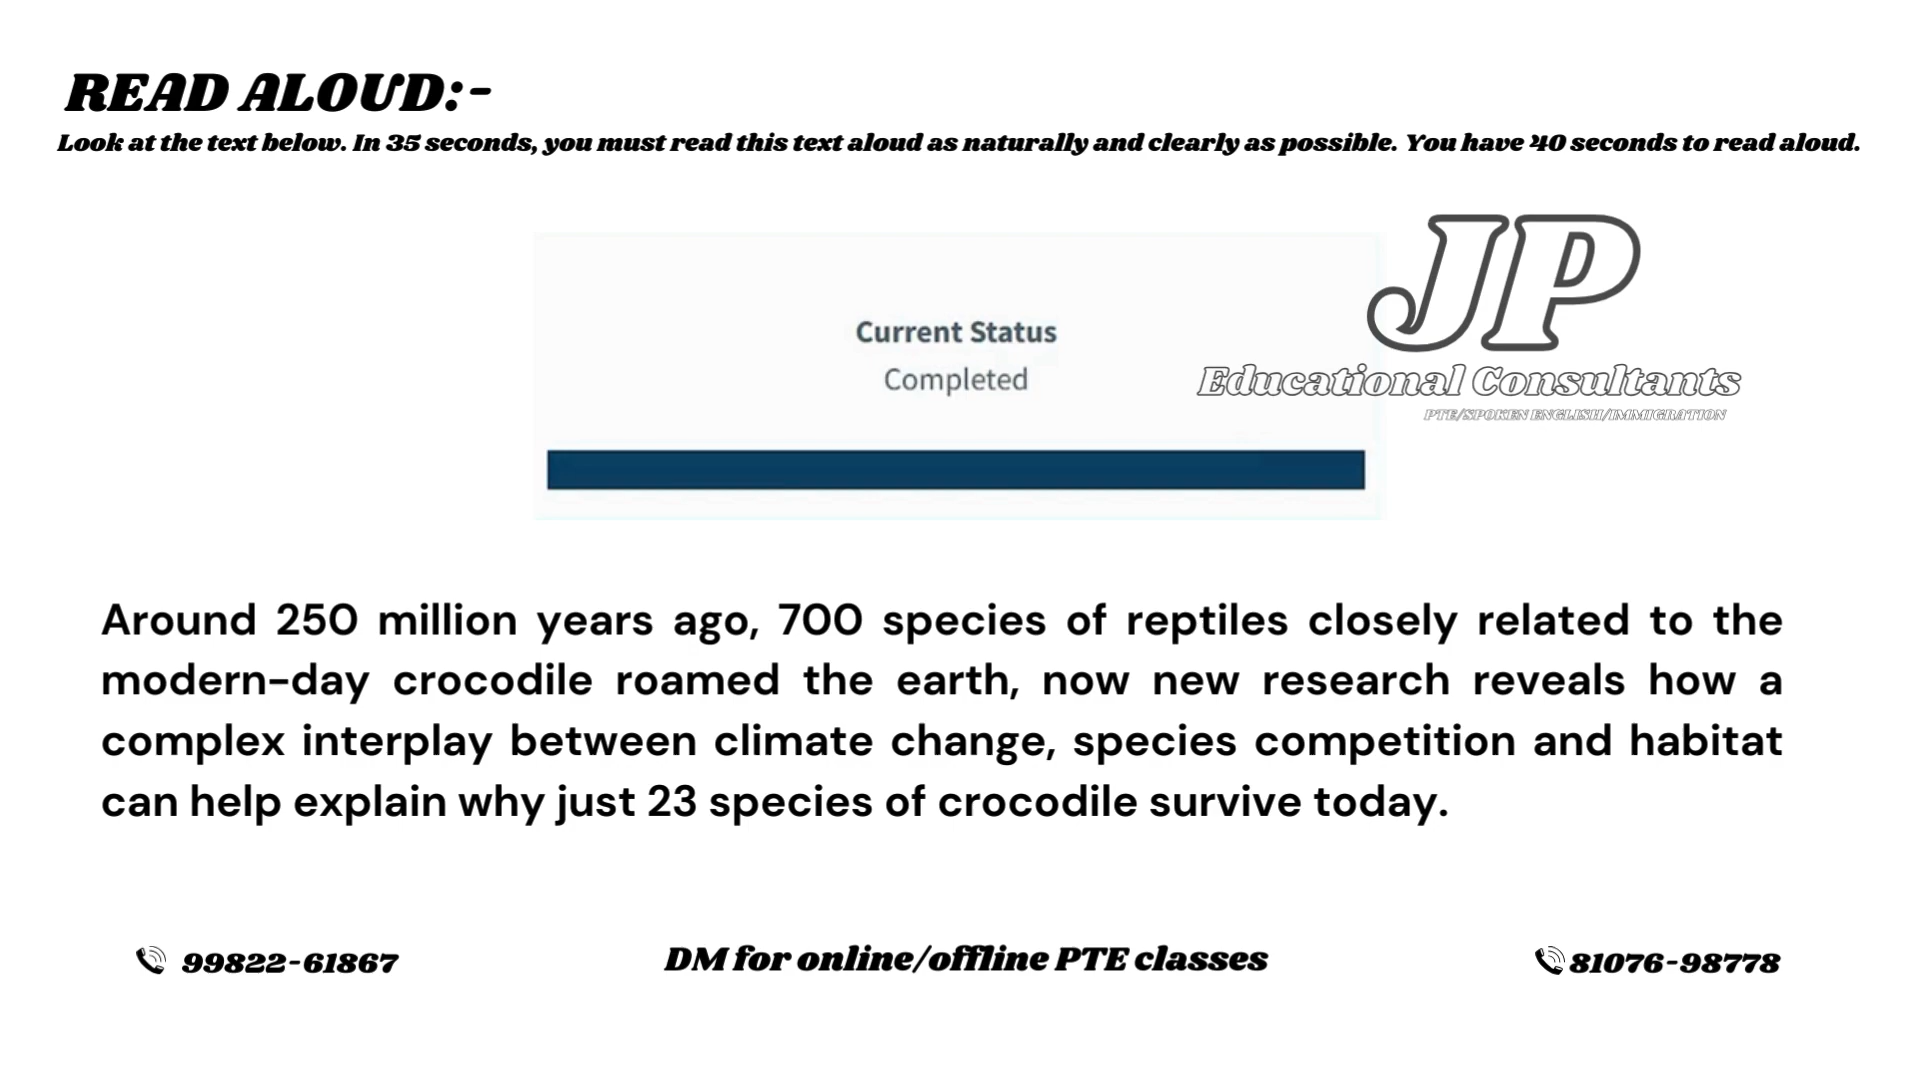 READ ALOUD:-
Look at the text below. In 35 seconds, you must read this text aloud as naturally and clearly as possible. You have 40 seconds to read aloud.
JP
Current Status
Completed
Educational Consultants
PTE/SPOKEN ENGLISH/IMMIGRATION
Around 250 million years ago, 700 species of reptiles closely related to the
modern-day crocodile roamed the earth, now new research reveals how a
complex interplay between climate change, species competition and habitat
can help explain why just 23 species of crocodile survive today.
99822-61867
DM for online/offline PTE classes
81076-98778